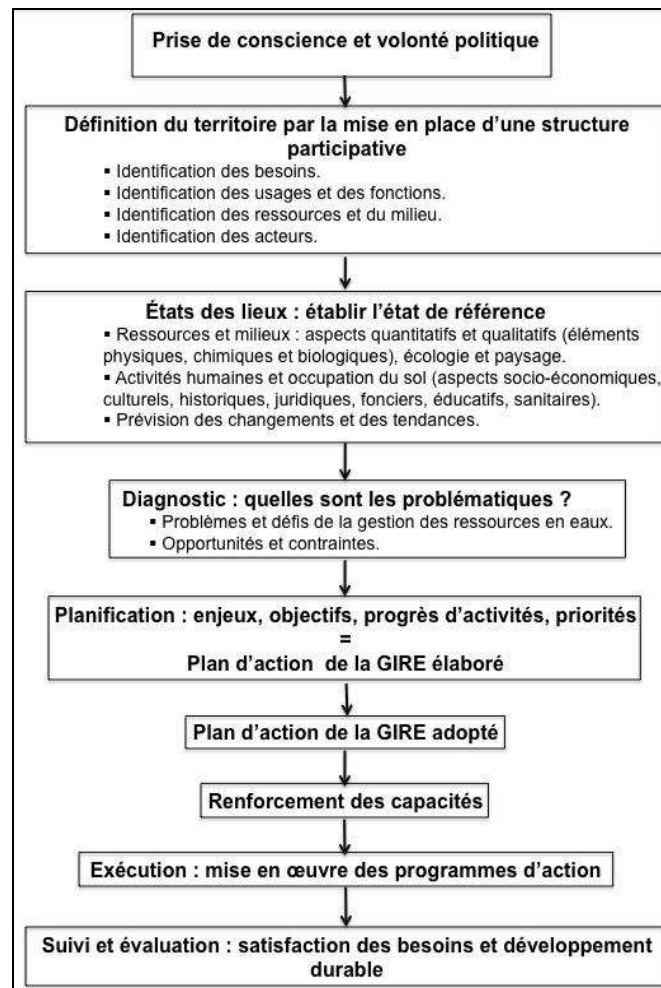 Prise de conscience et volonté politique
Définition du territoire par la mise en place d’une structure
participative
▪ Identification des besoins.
▪ Identification des usages et des fonctions.
▪ Identification des ressources et du milieu.
▪ Identification des acteurs.
États des lieux : établir l’état de référence
▪ Ressources et milieux : aspects quantitatifs et qualitatifs (éléments
physiques, chimiques et biologiques), écologie et paysage.
▪ Activités humaines et occupation du sol (aspects socio-économiques,
culturels, historiques, juridiques, fonciers, éducatifs, sanitaires).
▪ Prévision des changements et des tendances.
Diagnostic : quelles sont les problématiques ?
▪ Problèmes et défis de la gestion des ressources en eaux.
▪ Opportunités et contraintes.
Planification : enjeux, objectifs, progrès d’activités, priorités
=
Plan d’action de la GIRE élaboré
Plan d’action de la GIRE adopté
Renforcement des capacités
Exécution : mise en œuvre des programmes d’action
Suivi et évaluation : satisfaction des besoins et développement
durable